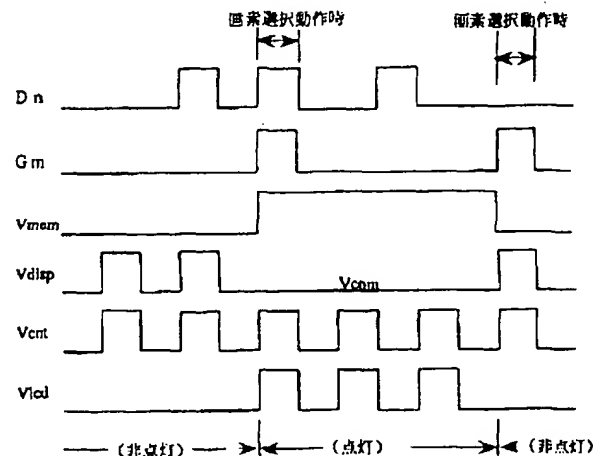 画素選択動作時 画素選択動作時
Dn
Gm
Vmem
Vdisp
Vcom
Vcnt
Vlcd
(非点灯) (点灯) (非点灯)